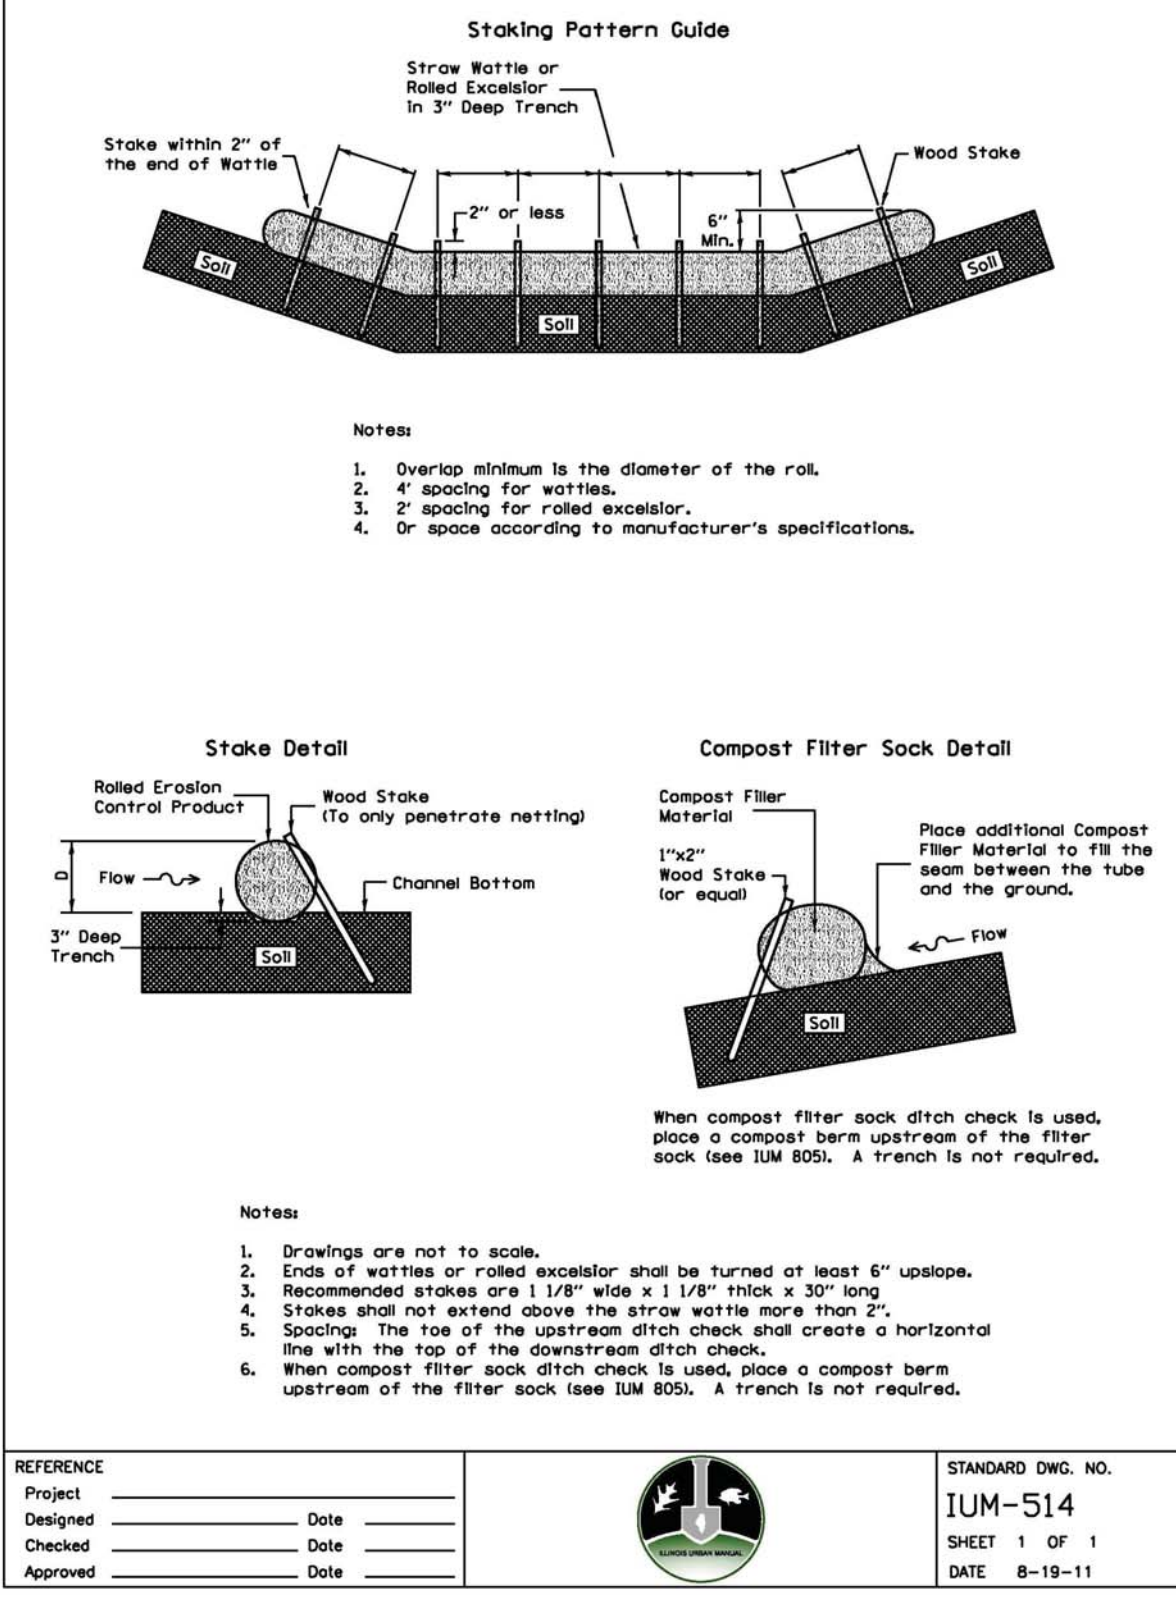 Staking Pattern Guide
Straw Wattle or
Rolled Excelsior
in 3" Deep Trench
Stake within 2" of
the end of Wattle
Wood Stake
2" or less
6"
Min.
Soil
Soil
Soil
Notes:
1. Overlap minimum is the diameter of the roll.
2. 4' spacing for wattles.
3. 2' spacing for rolled excelsior.
4. Or space according to manufacturer's specifications.
Stake Detail
Rolled Erosion
Control Product
Wood Stake
(To only penetrate netting)
D
Flow
Channel Bottom
3" Deep
Trench
Soil
Compost Filter Sock Detail
Compost Filler
Material
1"x2"
Wood Stake
(or equal)
Place additional Compost
Filler Material to fill the
seam between the tube
and the ground.
Flow
Soil
When compost filter sock ditch check is used,
place a compost berm upstream of the filter
sock (see IUM 805). A trench is not required.
Notes:
1. Drawings are not to scale.
2. Ends of wattles or rolled excelsior shall be turned at least 6" upslope.
3. Recommended stakes are 1 1/8" wide x 1 1/8" thick x 30" long
4. Stakes shall not extend above the straw wattle more than 2".
5. Spacing: The toe of the upstream ditch check shall create a horizontal
line with the top of the downstream ditch check.
6. When compost filter sock ditch check is used, place a compost berm
upstream of the filter sock (see IUM 805). A trench is not required.
REFERENCE
Project
Designed Date
Checked Date
Approved Date
ILLINOIS URBAN MANUAL
STANDARD DWG. NO.
IUM-514
SHEET 1 OF 1
DATE 8-19-11